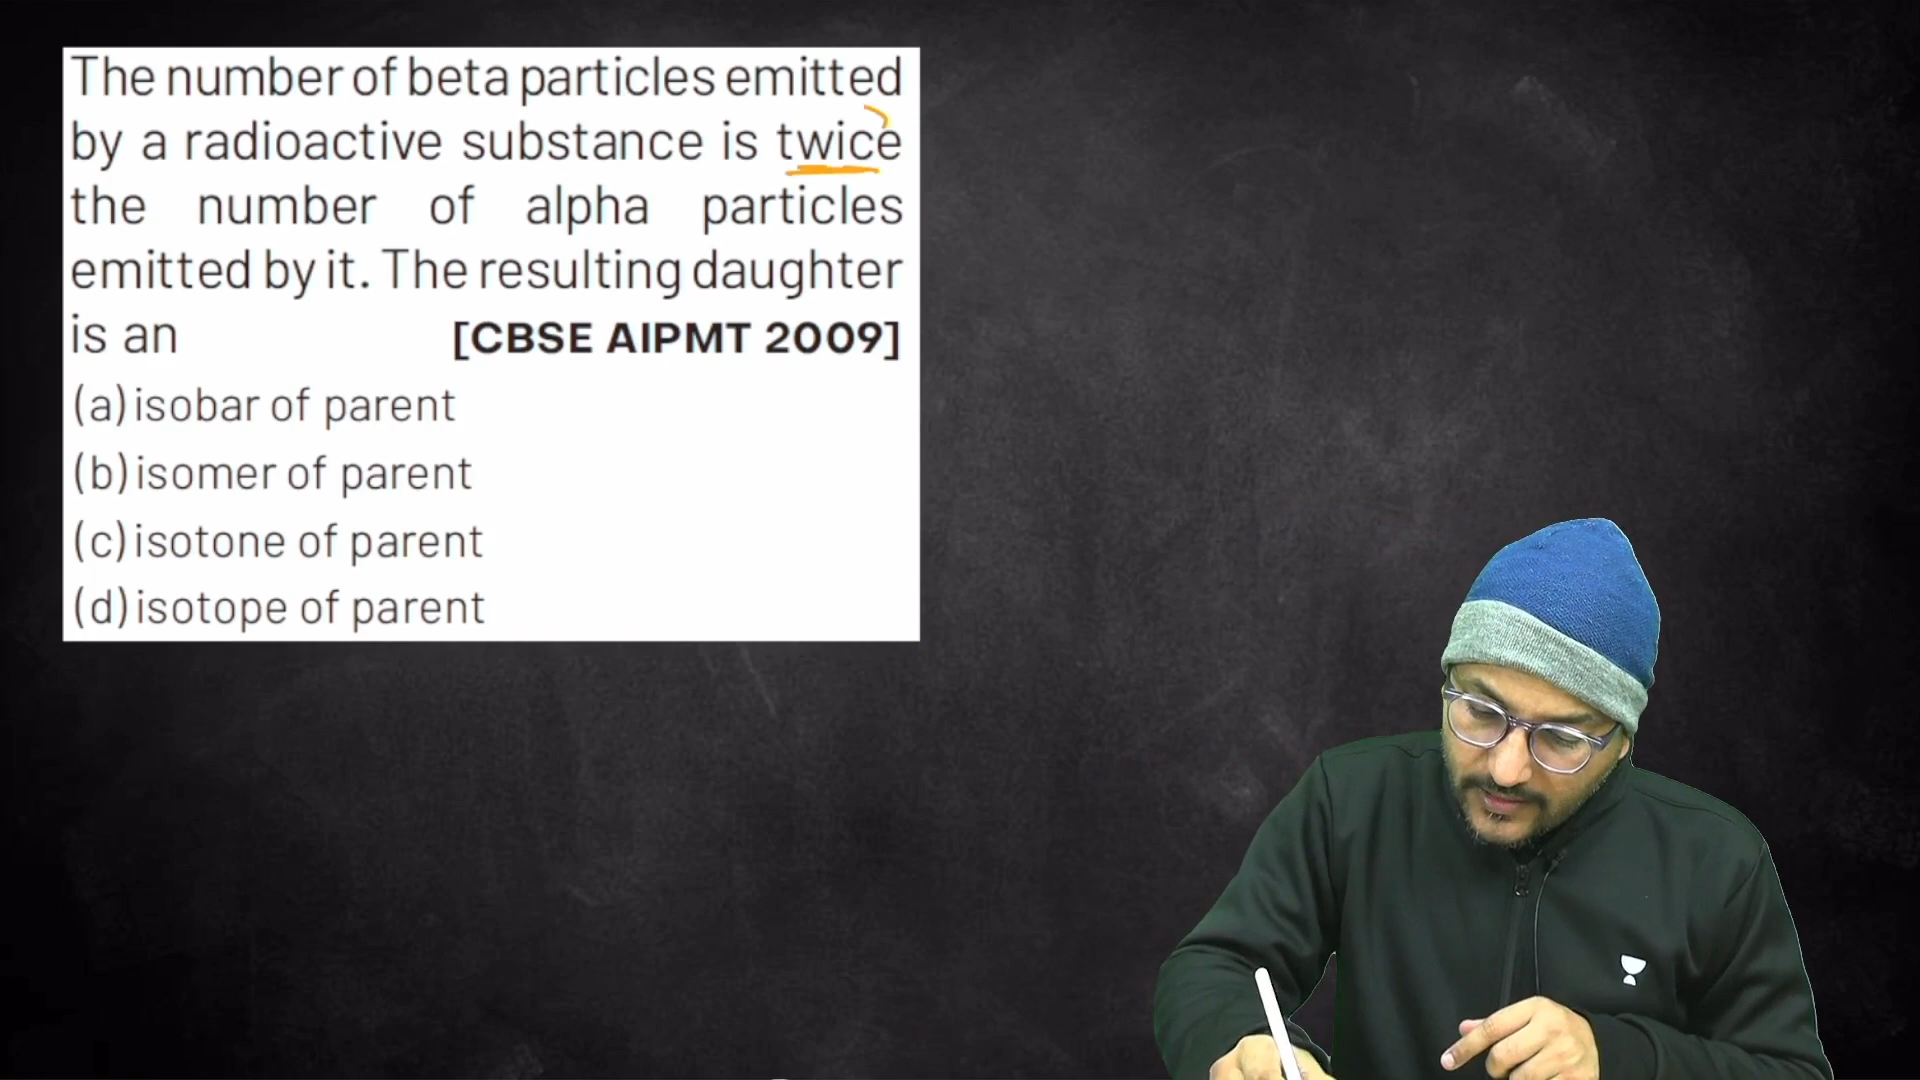 The number of beta particles emitted
by a radioactive substance is twice
the number of alpha particles
emitted by it. The resulting daughter
is an [CBSE AIPMT 2009]
(a) isobar of parent
(b) isomer of parent
(c) isotone of parent
(d) isotope of parent